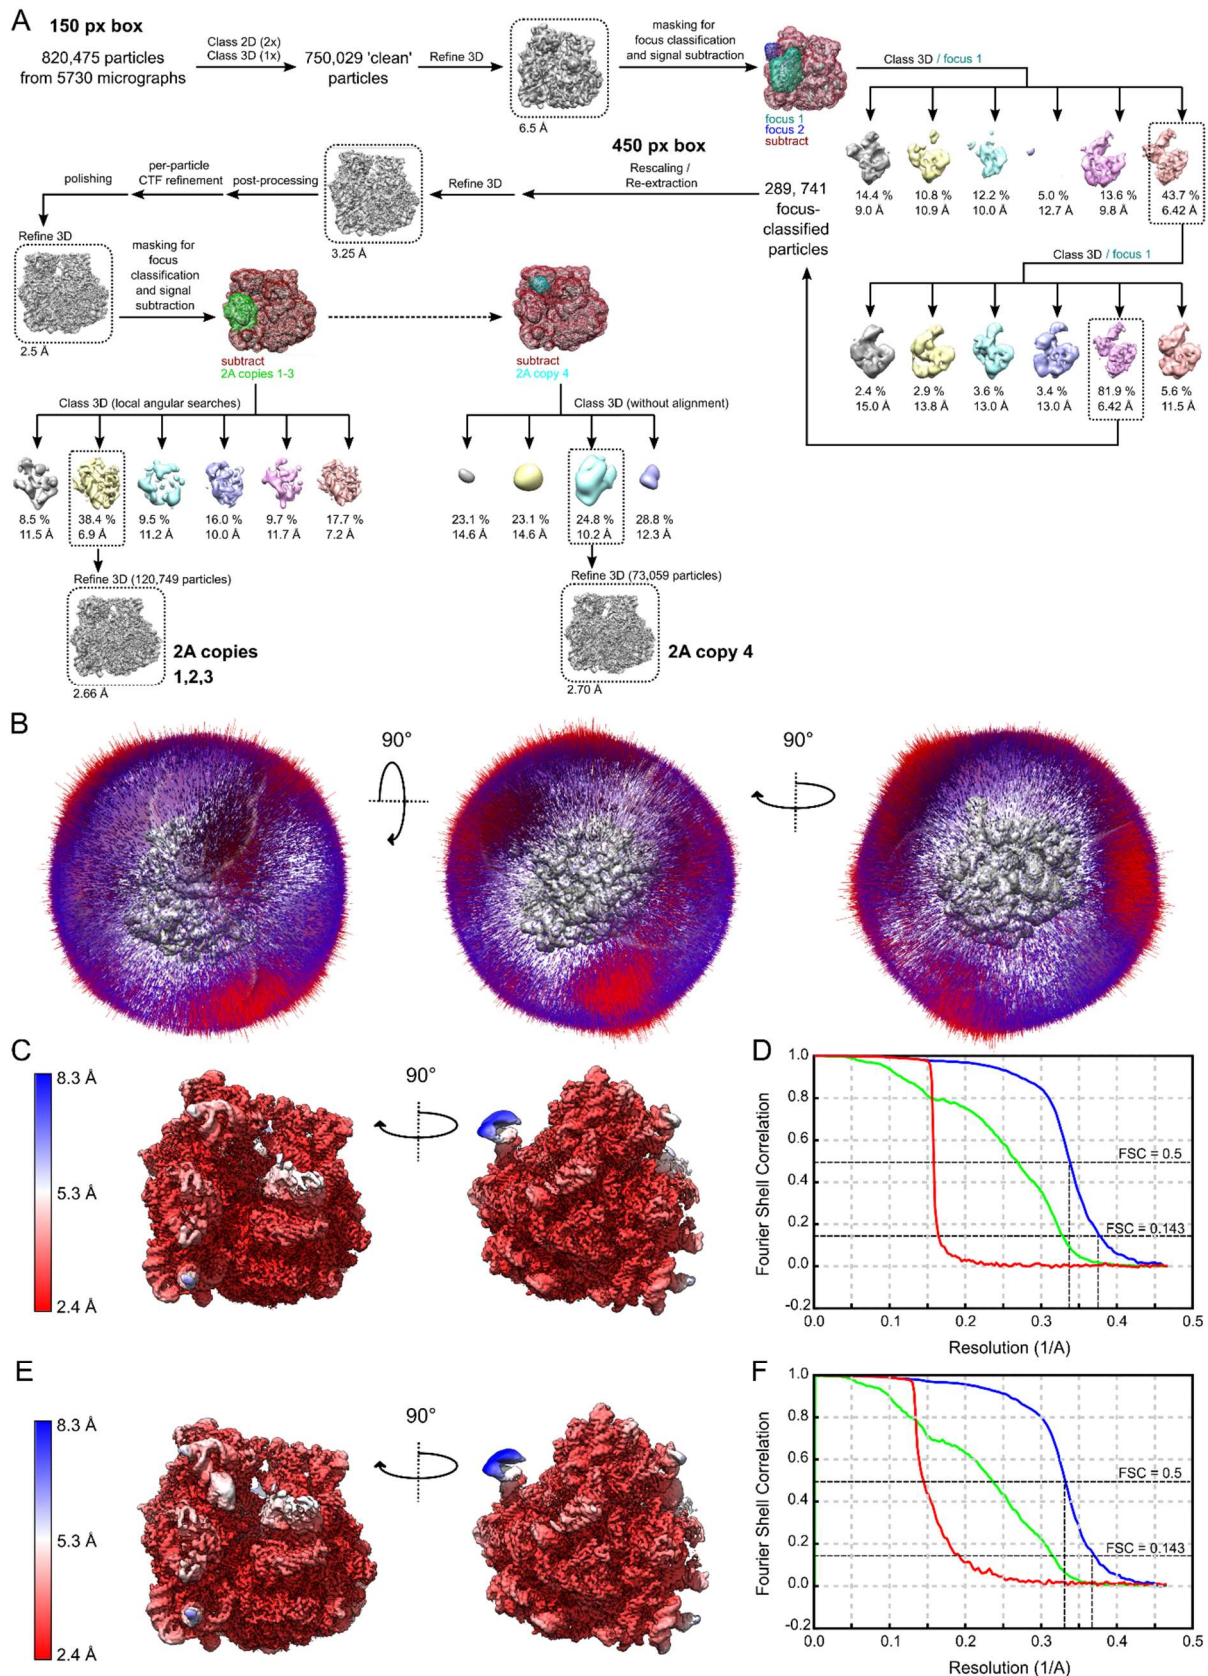 A
150 px box
820,475 particles
from 5730 micrographs
Class 2D (2x)
Class 3D (1x)
750,029 'clean'
particles
Refine 3D
6.5 Å
masking for
focus classification
and signal subtraction
focus 1
focus 2
subtract
Class 3D / focus 1
14.4 % 10.8 % 12.2 % 5.0 % 13.6 % 43.7 %
9.0 Å 10.9 Å 10.0 Å 12.7 Å 9.8 Å 6.42 Å
Class 3D / focus 1
2.4 % 2.9 % 3.6 % 3.4 % 81.9 % 5.6 %
15.0 Å 13.8 Å 13.0 Å 13.0 Å 6.42 Å 11.5 Å
289, 741
focus-
classified
particles
450 px box
Rescaling /
Re-extraction
Refine 3D
3.25 Å
post-processing
per-particle
CTF refinement
polishing
Refine 3D
2.5 Å
masking for
focus
classification
and signal
subtraction
subtract
2A copies 1-3
subtract
2A copy 4
Class 3D (local angular searches)
8.5 % 38.4 % 9.5 % 16.0 % 9.7 % 17.7 %
11.5 Å 6.9 Å 11.2 Å 10.0 Å 11.7 Å 7.2 Å
Refine 3D (120,749 particles)
2A copies
1,2,3
2.66 Å
Class 3D (without alignment)
23.1 % 23.1 % 24.8 % 28.8 %
14.6 Å 14.6 Å 10.2 Å 12.3 Å
Refine 3D (73,059 particles)
2A copy 4
2.70 Å
B
90°
90°
C
8.3 Å
5.3 Å
2.4 Å
90°
D
Fourier Shell Correlation
1.0
0.8
0.6
0.4
0.2
0.0
-0.2
FSC = 0.5
FSC = 0.143
0.0 0.1 0.2 0.3 0.4 0.5
Resolution (1/A)
E
8.3 Å
5.3 Å
2.4 Å
90°
F
Fourier Shell Correlation
1.0
0.8
0.6
0.4
0.2
0.0
-0.2
FSC = 0.5
FSC = 0.143
0.0 0.1 0.2 0.3 0.4 0.5
Resolution (1/A)